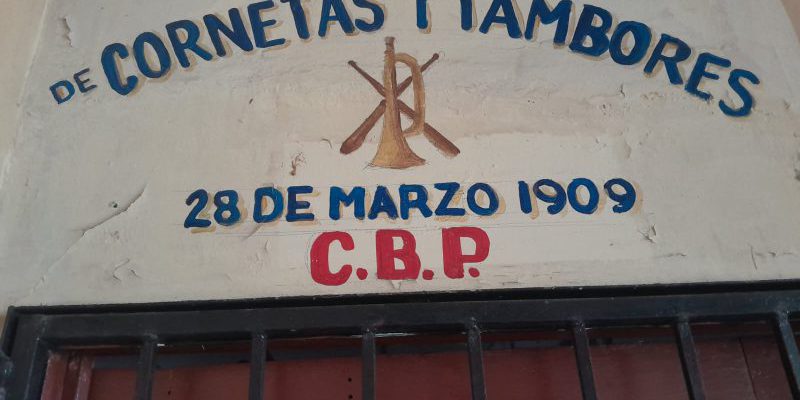 DE CORNETAS Y TAMBORES
28 DE MARZO 1909
C.B.P.